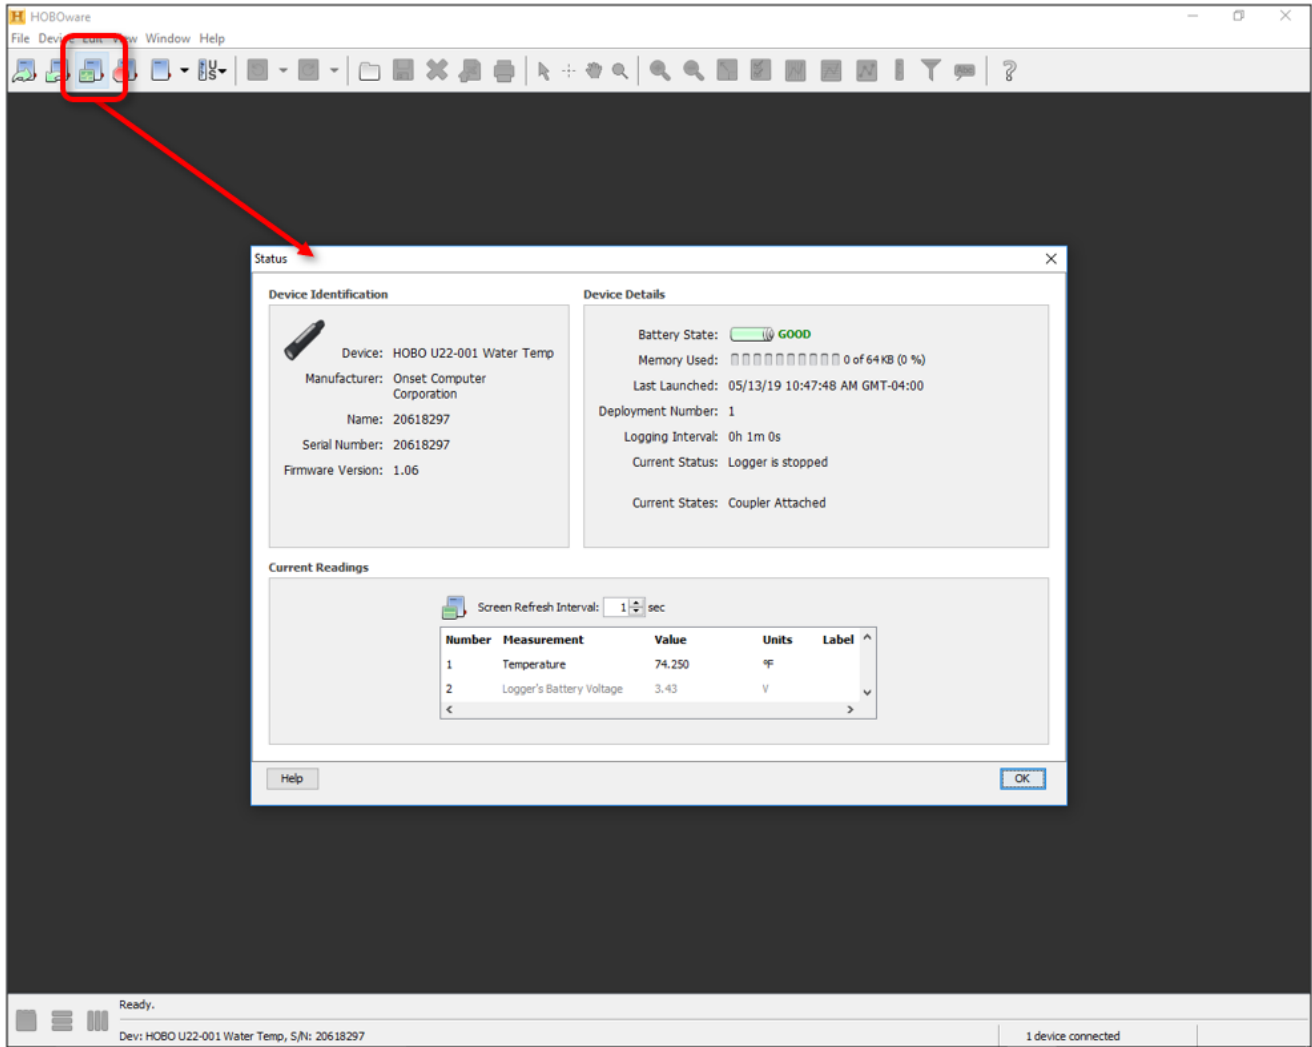 HOBOware
File Device Edit View Window Help
Status
Device Identification
Device: HOBO U22-001 Water Temp
Manufacturer: Onset Computer
Corporation
Name: 20618297
Serial Number: 20618297
Firmware Version: 1.06
Device Details
Battery State: GOOD
Memory Used: 0 of 64 KB (0 %)
Last Launched: 05/13/19 10:47:48 AM GMT-04:00
Deployment Number: 1
Logging Interval: 0h 1m 0s
Current Status: Logger is stopped
Current States: Coupler Attached
Current Readings
Screen Refresh Interval: 1 sec
Number Measurement Value Units Label
1 Temperature 74.250 °F
2 Logger's Battery Voltage 3.43 V
Help
OK
Ready.
Dev: HOBO U22-001 Water Temp, S/N: 20618297
1 device connected